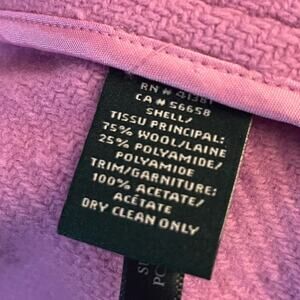 RN # 41381
CA # 56658
SHELL/
TISSU PRINCIPAL:
75% WOOL/LAINE
25% POLYAMIDE/
POLYAMIDE
TRIM/GARNITURE:
100% ACETATE/
ACÉTATE
DRY CLEAN ONLY